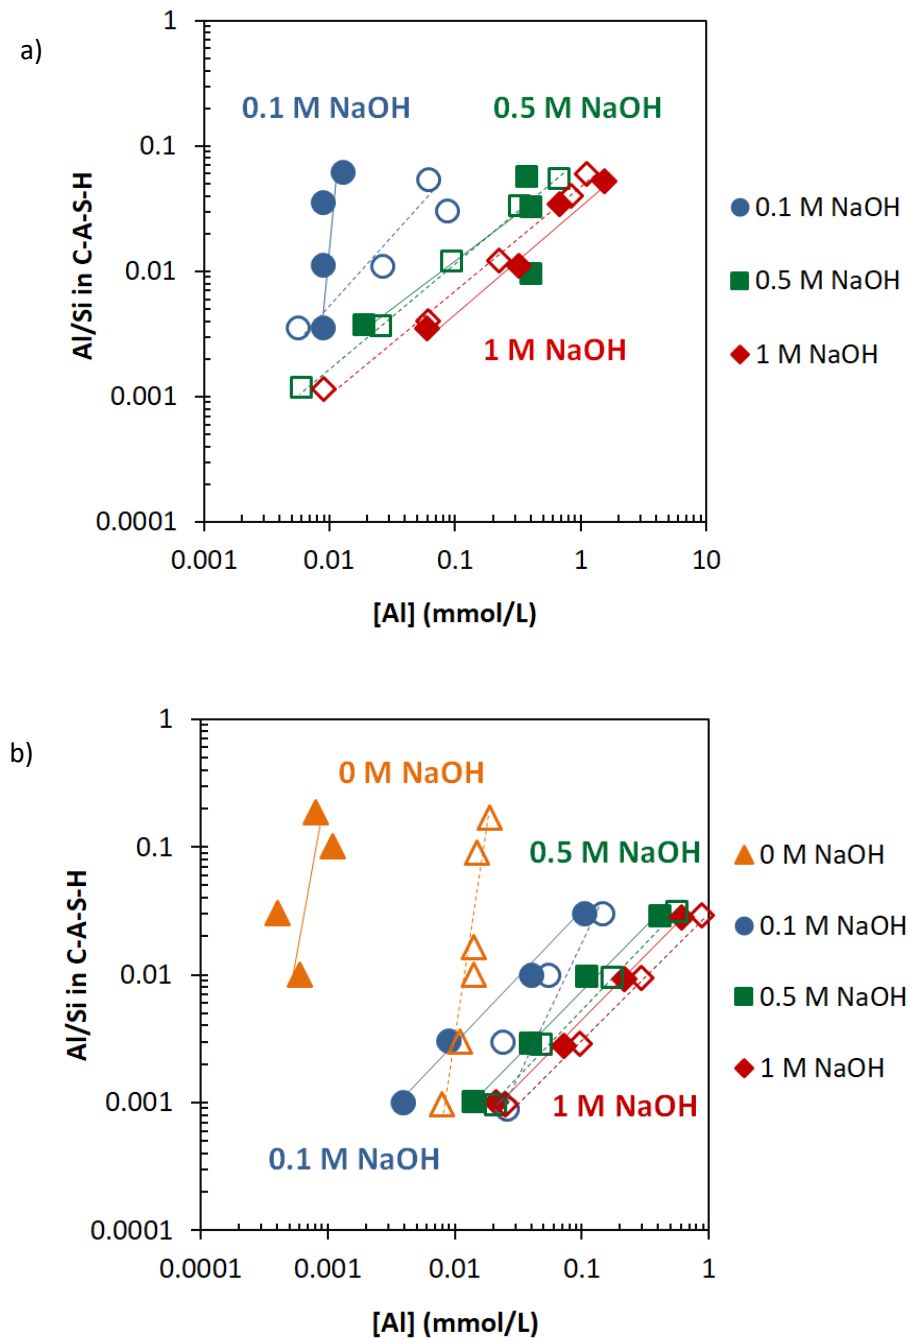 a)
1
0.1 M NaOH 0.5 M NaOH
0.1
0.1 M NaOH
Al/Si in C-A-S-H
0.01
0.5 M NaOH
1 M NaOH
1 M NaOH
0.001
0.0001
0.001 0.01 0.1 1 10
[Al] (mmol/L)
b)
1
0 M NaOH
0.1
0.5 M NaOH
0 M NaOH
Al/Si in C-A-S-H
0.1 M NaOH
0.01
0.5 M NaOH
1 M NaOH
0.001
1 M NaOH
0.1 M NaOH
0.0001
0.0001 0.001 0.01 0.1 1
[Al] (mmol/L)